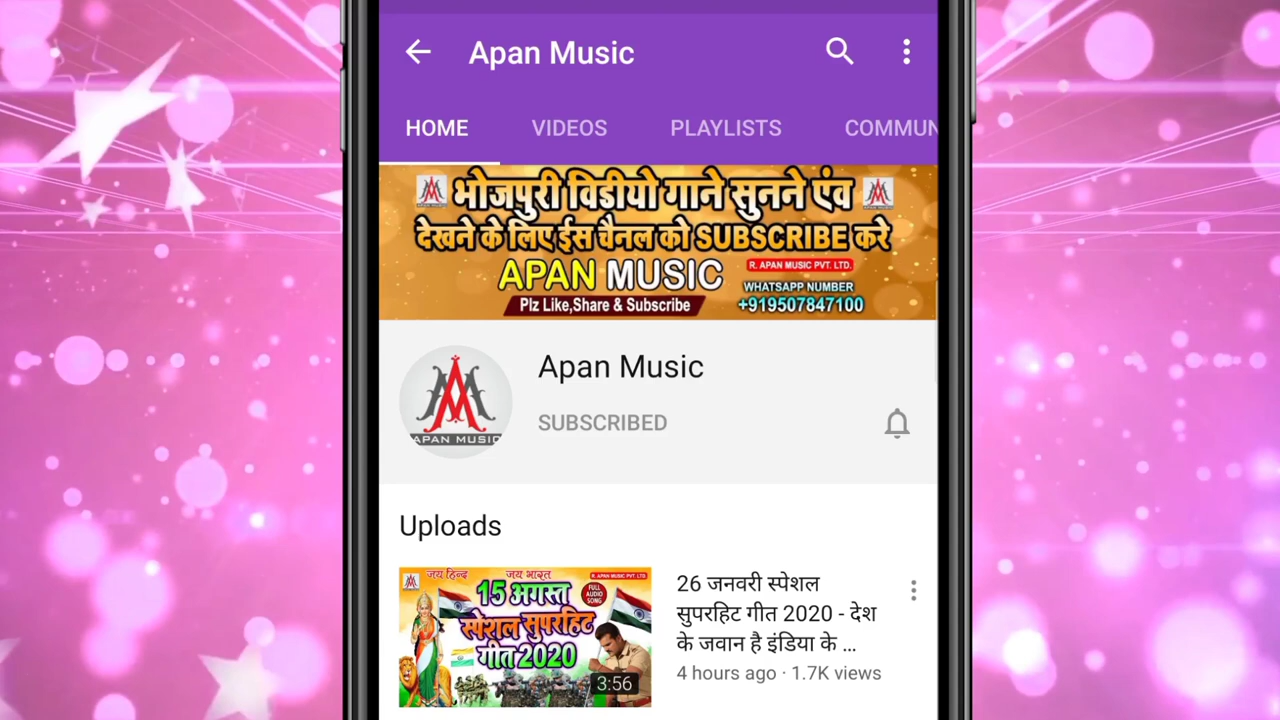 Apan Music
HOME VIDEOS PLAYLISTS COMMUN
भोजपुरी विडीयो गाने सुनने एंव
देखने के लिए ईस चैनल को SUBSCRIBE करे
APAN MUSIC
R. APAN MUSIC PVT. LTD.
Plz Like,Share & Subscribe
WHATSAPP NUMBER
+919507847100
APAN MUSIC
Apan Music
SUBSCRIBED
Uploads
जय हिन्द जय भारत
R. APAN MUSIC PVT. LTD
15 अगस्त
FULL
AUDIO
SONG
स्पेशल सुपरहिट
गीत 2020
3:56
26 जनवरी स्पेशल
सुपरहिट गीत 2020 - देश
के जवान है इंडिया के ...
4 hours ago · 1.7K views